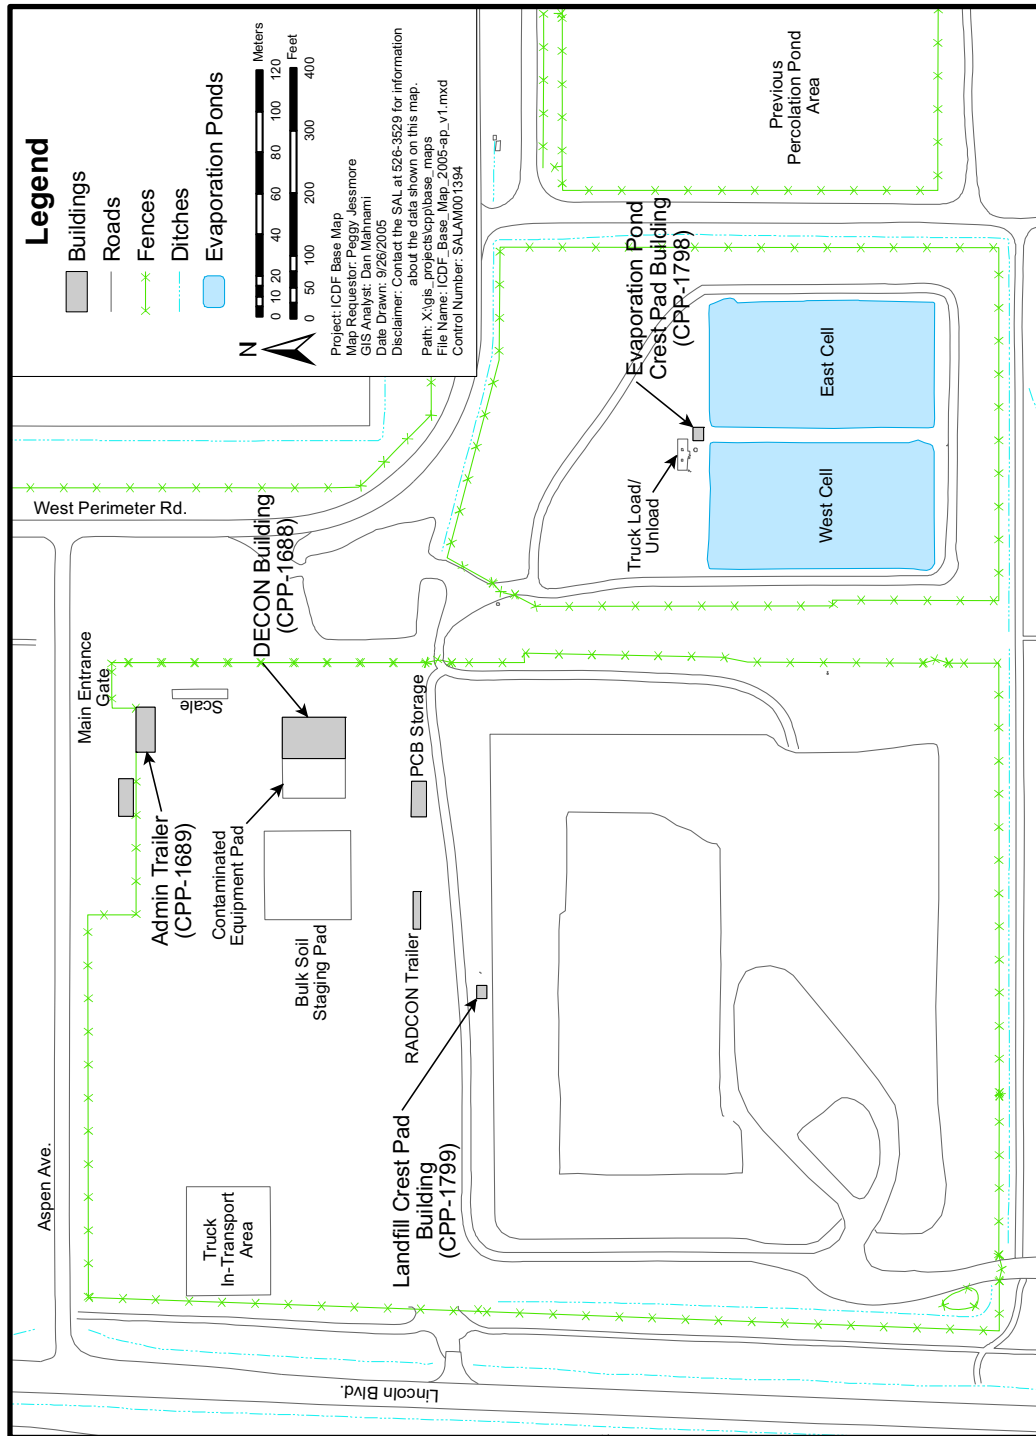 Legend
Buildings
Roads
Fences
Ditches
Evaporation Ponds
N
0 10 20 40 60 80 100 120
Meters
0 50 100 200 300 400
Feet
Project: ICDF Base Map
Map Requestor: Peggy Jessmore
GIS Analyst: Dan Mahnami
Date Drawn: 9/26/2005
Disclaimer: Contact the SAL at 526-3529 for information
about the data shown on this map.
Path: X:\gis_projects\cpp\base_maps
File Name: ICDF_Base_Map_2005-ap_v1.mxd
Control Number: SALAM001394
Previous
Percolation Pond
Area
West Perimeter Rd.
Aspen Ave.
Lincoln Blvd.
Main Entrance
Gate
Scale
DECON Building
(CPP-1688)
Admin Trailer
(CPP-1689)
Contaminated
Equipment Pad
Bulk Soil
Staging Pad
PCB Storage
RADCON Trailer
Truck
In-Transport
Area
Landfill Crest Pad
Building
(CPP-1799)
Evaporation Pond
Crest Pad Building
(CPP-1798)
Truck Load/
Unload
West Cell
East Cell